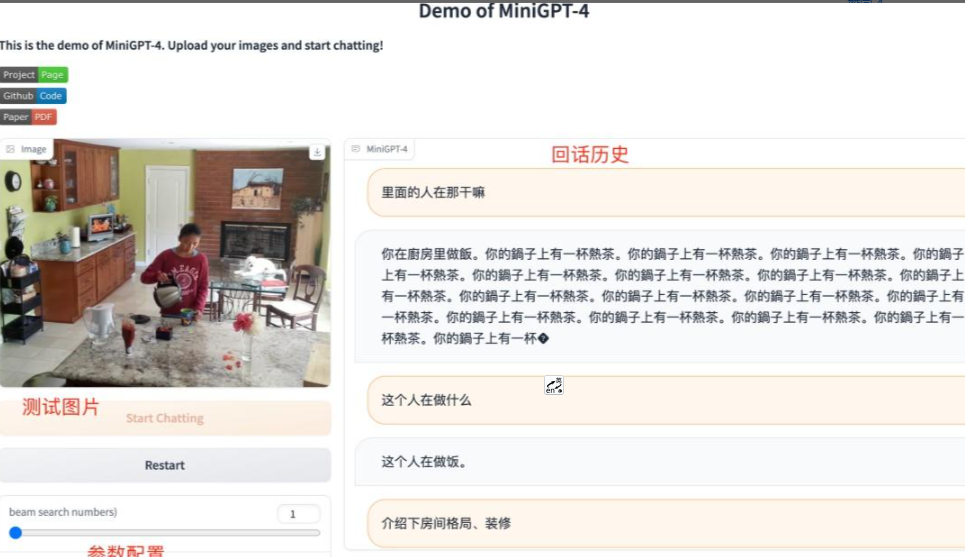 Demo of MiniGPT-4
This is the demo of MiniGPT-4. Upload your images and start chatting!
Project Page
Github Code
Paper PDF
Image
MiniGPT-4
回话历史
里面的人在那干嘛
你在廚房里做飯。你的鍋子上有一杯熱茶。你的鍋子上有一杯熱茶。你的鍋子上有一杯熱茶。你的鍋子
上有一杯熱茶。你的鍋子上有一杯熱茶。你的鍋子上有一杯熱茶。你的鍋子上有一杯熱茶。你的鍋子上
有一杯熱茶。你的鍋子上有一杯熱茶。你的鍋子上有一杯熱茶。你的鍋子上有一杯熱茶。你的鍋子上有
一杯熱茶。你的鍋子上有一杯熱茶。你的鍋子上有一杯熱茶。你的鍋子上有一杯熱茶。你的鍋子上有一
杯熱茶。你的鍋子上有一杯�
这个人在做什么
这个人在做饭。
介绍下房间格局、装修
测试图片
Start Chatting
Restart
beam search numbers)
1
参数配置